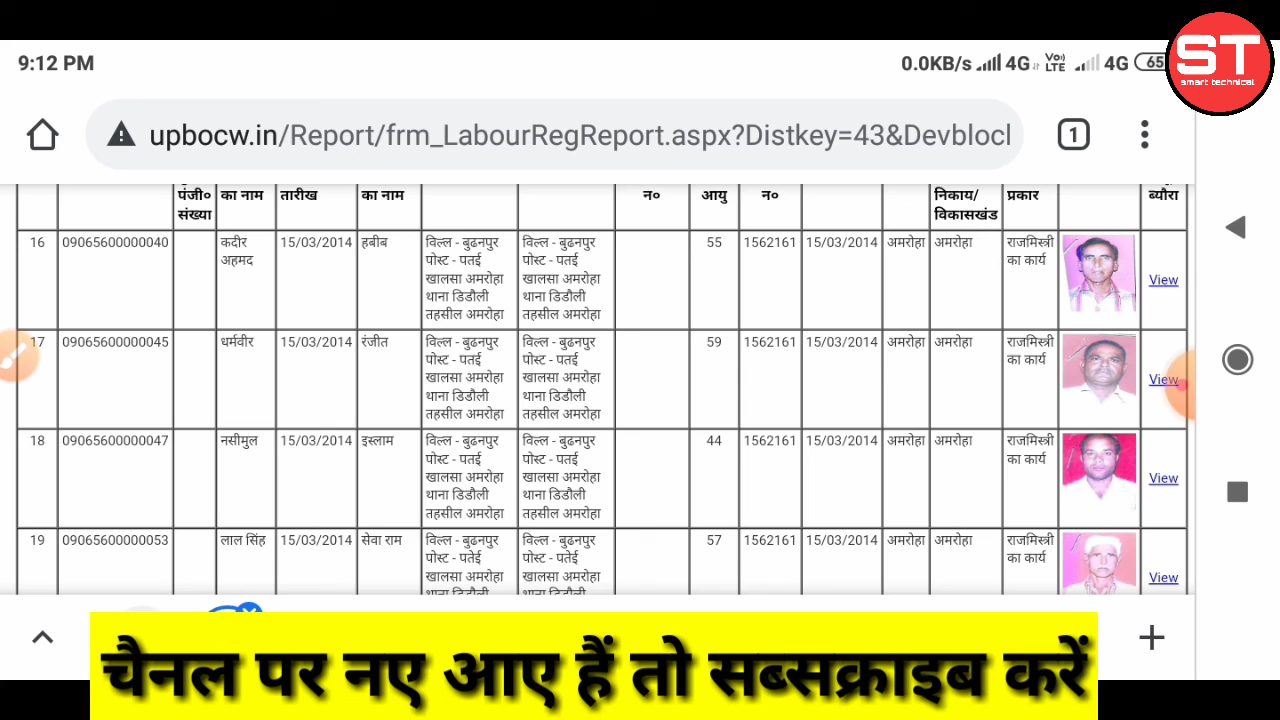 9:12 PM 0.0KB/s 4G Vo) LTE 4G 65
ST
smart technical
upbocw.in/Report/frm_LabourRegReport.aspx?Distkey=43&Devblocl 1
पंजी० का नाम तारीख का नाम न० आयु न० निकाय/ प्रकार ब्यौरा
संख्या विकासखंड
16 09065600000040 कदीर 15/03/2014 हबीब विल्ल - बुढनपुर विल्ल - बुढनपुर 55 1562161 15/03/2014 अमरोहा अमरोहा राजमिस्त्री
अहमद पोस्ट - पतई पोस्ट - पतई का कार्य
खालसा अमरोहा खालसा अमरोहा View
थाना डिडौली थाना डिडौली
तहसील अमरोहा तहसील अमरोहा
17 09065600000045 धर्मवीर 15/03/2014 रंजीत विल्ल - बुढनपुर विल्ल - बुढनपुर 59 1562161 15/03/2014 अमरोहा अमरोहा राजमिस्त्री
पोस्ट - पतई पोस्ट - पतई का कार्य
खालसा अमरोहा खालसा अमरोहा View
थाना डिडौली थाना डिडौली
तहसील अमरोहा तहसील अमरोहा
18 09065600000047 नसीमुल 15/03/2014 इस्लाम विल्ल - बुढनपुर विल्ल - बुढनपुर 44 1562161 15/03/2014 अमरोहा अमरोहा राजमिस्त्री
पोस्ट - पतई पोस्ट - पतई का कार्य
खालसा अमरोहा खालसा अमरोहा View
थाना डिडौली थाना डिडौली
तहसील अमरोहा तहसील अमरोहा
19 09065600000053 लाल सिंह 15/03/2014 सेवा राम विल्ल - बुढनपुर विल्ल - बुढनपुर 57 1562161 15/03/2014 अमरोहा अमरोहा राजमिस्त्री
पोस्ट - पतेई पोस्ट - पतेई का कार्य
खालसा अमरोहा खालसा अमरोहा View
चैनल पर नए आए हैं तो सब्सक्राइब करें